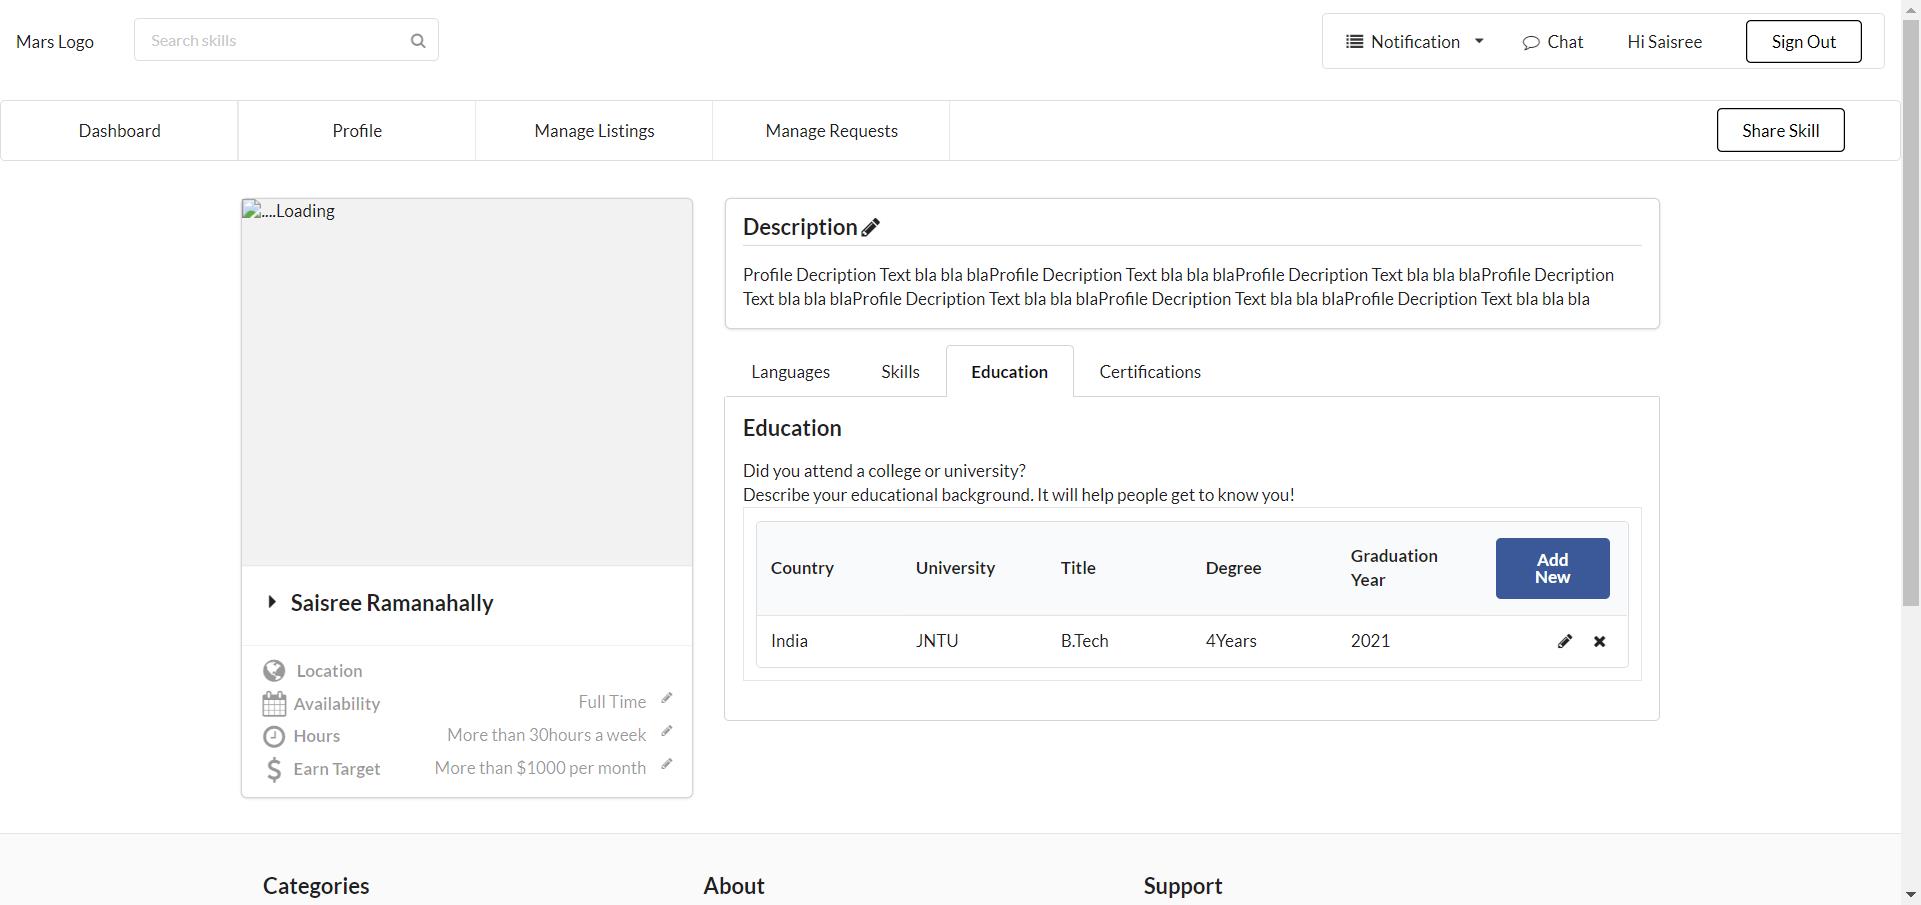 Mars Logo
Search skills
Notification
Chat
Hi Saisree
Sign Out
Dashboard
Profile
Manage Listings
Manage Requests
Share Skill
....Loading
Saisree Ramanahally
Location
Availability
Full Time
Hours
More than 30hours a week
Earn Target
More than $1000 per month
Description
Profile Decription Text bla bla blaProfile Decription Text bla bla blaProfile Decription Text bla bla blaProfile Decription
Text bla bla blaProfile Decription Text bla bla blaProfile Decription Text bla bla blaProfile Decription Text bla bla bla
Languages
Skills
Education
Certifications
Education
Did you attend a college or university?
Describe your educational background. It will help people get to know you!
Country
University
Title
Degree
Graduation
Year
Add
New
India
JNTU
B.Tech
4Years
2021
Categories
About
Support